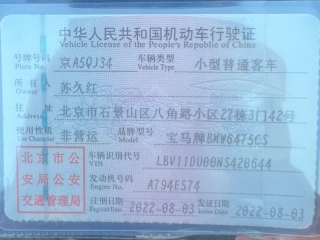 中华人民共和国机动车行驶证
Vehicle License of the People's Republic of China
号牌号码 京A5QJ34 车辆类型 小型普通客车
Plate No. Vehicle Type
所有人 苏久红
Owner
住址 北京市石景山区八角路小区27栋3门42号
Address
使用性质 非营运 品牌型号 宝马牌BMW6475CS
Use Character Model
北京市公
安局公安
交通管理局
车辆识别代号 LBV11DU00NS428644
VIN
发动机号码 A794E574
Engine No.
注册日期 2022-08-03 发证日期 2022-08-03
Register Date Issue Date